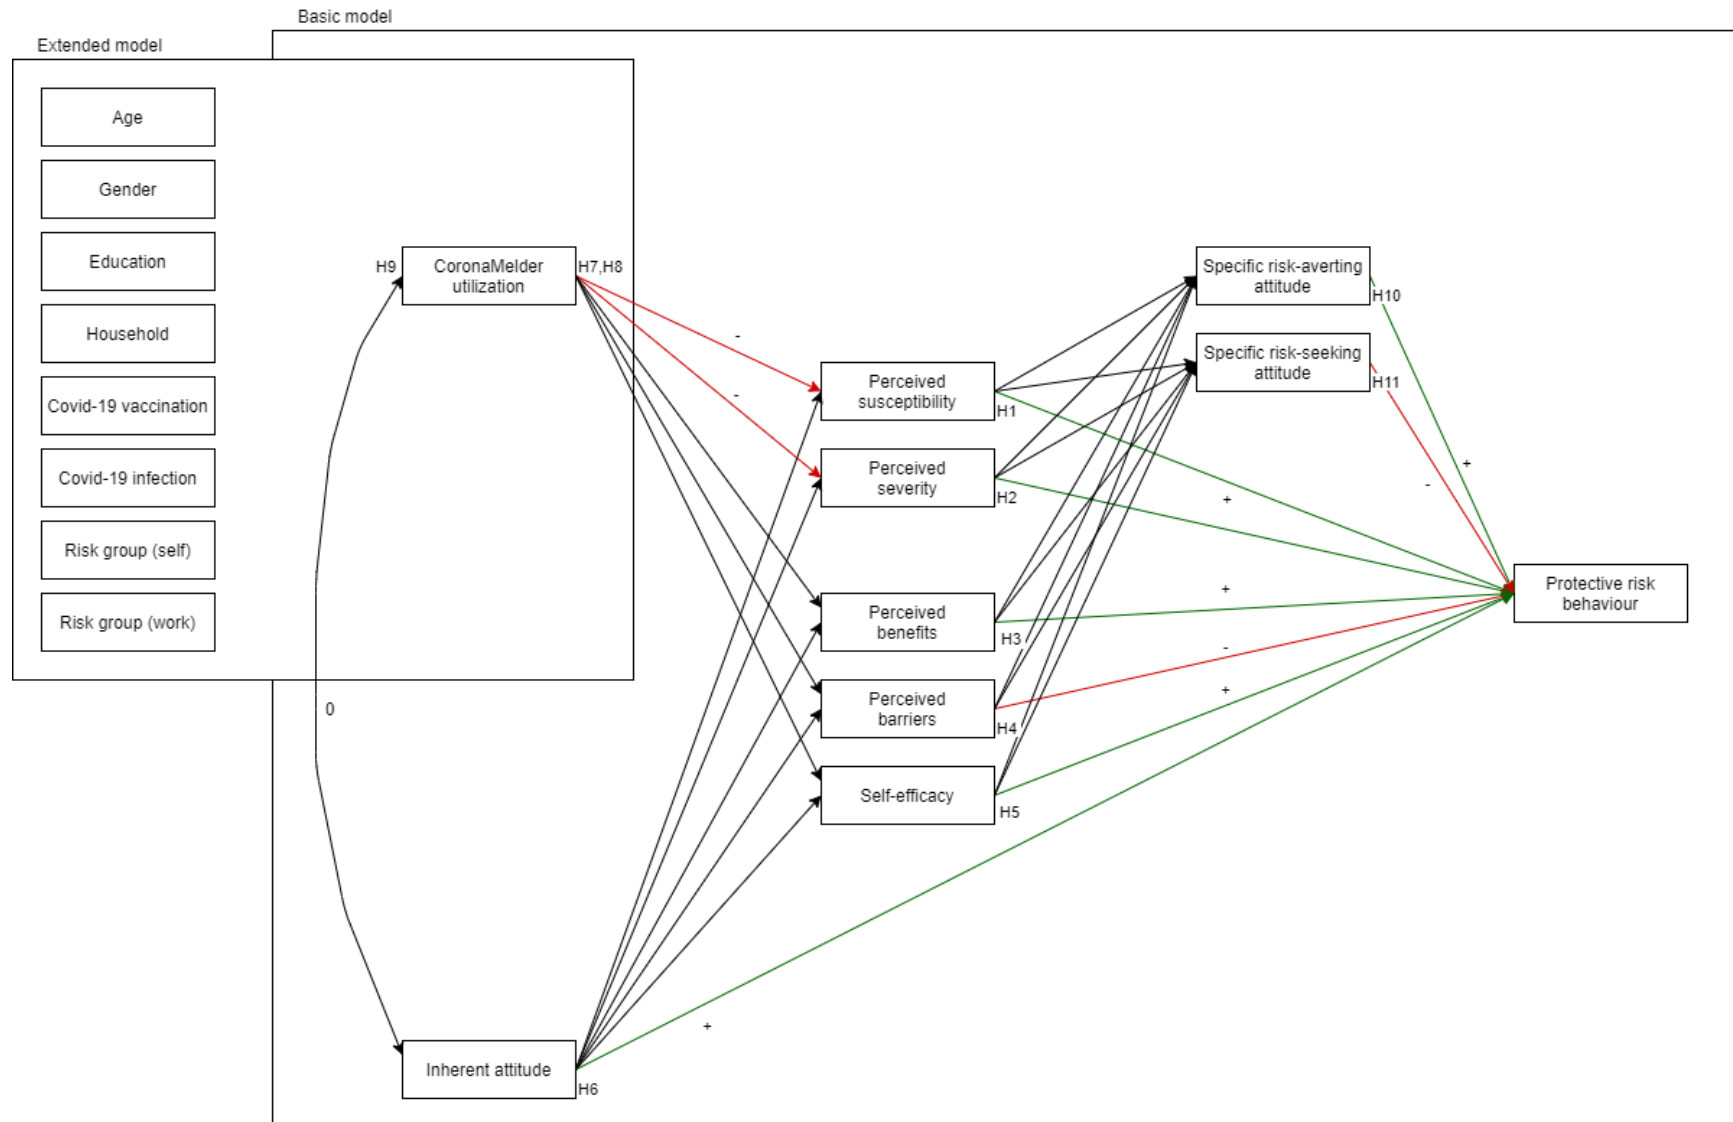 Basic model
Extended model
Age
Gender
Education
Household
Covid-19 vaccination
Covid-19 infection
Risk group (self)
Risk group (work)
H9
CoronaMelder
utilization
H7,H8
-
-
0
Inherent attitude
H6
+
Perceived
susceptibility
H1
Perceived
severity
H2
Perceived
benefits
H3
Perceived
barriers
H4
Self-efficacy
H5
Specific risk-averting
attitude
H10
Specific risk-seeking
attitude
H11
+
-
+
+
-
+
Protective risk
behaviour